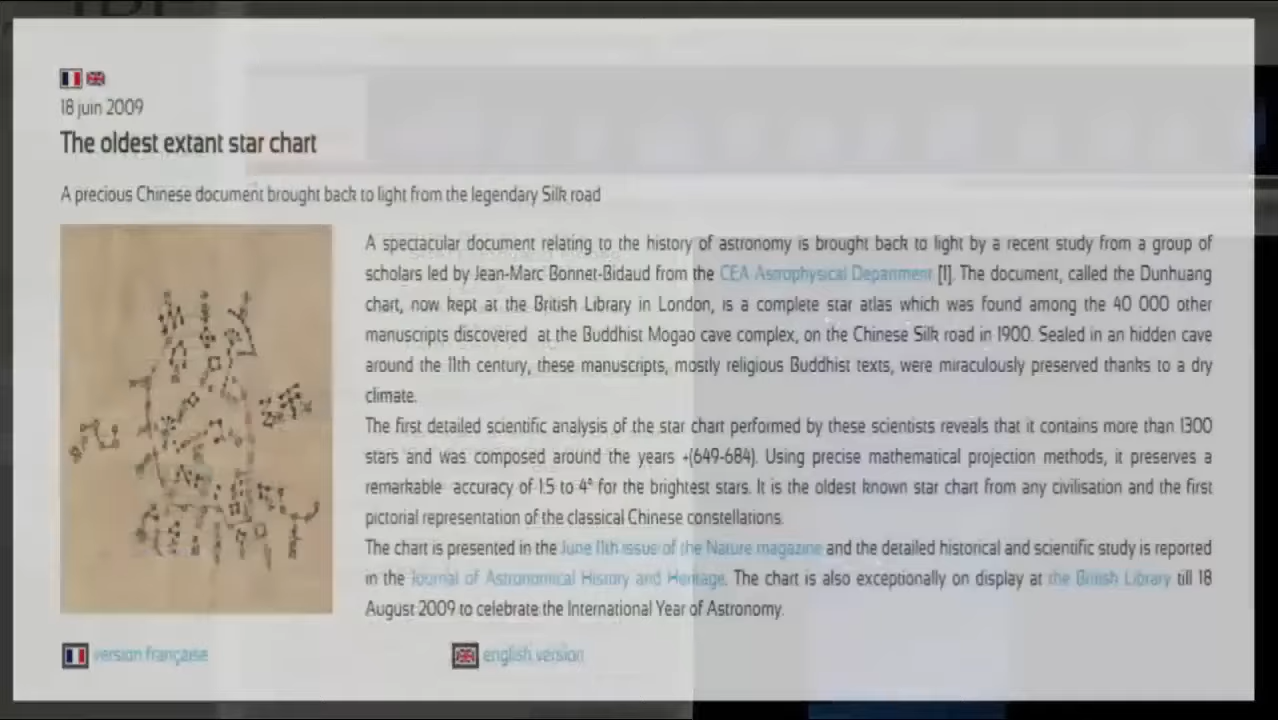 18 juin 2009
The oldest extant star chart
A precious Chinese document brought back to light from the legendary Silk road
A spectacular document relating to the history of astronomy is brought back to light by a recent study from a group of
scholars led by Jean-Marc Bonnet-Bidaud from the CEA Astrophysical Department [1]. The document, called the Dunhuang
chart, now kept at the British Library in London, is a complete star atlas which was found among the 40 000 other
manuscripts discovered at the Buddhist Mogao cave complex, on the Chinese Silk road in 1900. Sealed in an hidden cave
around the 11th century, these manuscripts, mostly religious Buddhist texts, were miraculously preserved thanks to a dry
climate.
The first detailed scientific analysis of the star chart performed by these scientists reveals that it contains more than 1300
stars and was composed around the years +(649-684). Using precise mathematical projection methods, it preserves a
remarkable accuracy of 1.5 to 4° for the brightest stars. It is the oldest known star chart from any civilisation and the first
pictorial representation of the classical Chinese constellations.
The chart is presented in the June 11th issue of the Nature magazine and the detailed historical and scientific study is reported
in the Journal of Astronomical History and Heritage. The chart is also exceptionally on display at the British Library till 18
August 2009 to celebrate the International Year of Astronomy.
version française
english version